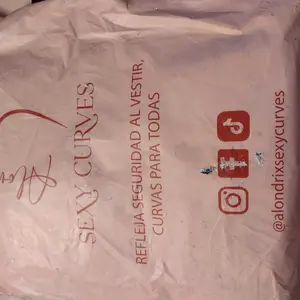 SEXY CURVES
REFLEJA SEGURIDAD AL VESTIR,
CURVAS PARA TODAS
@alondrixsexycurves